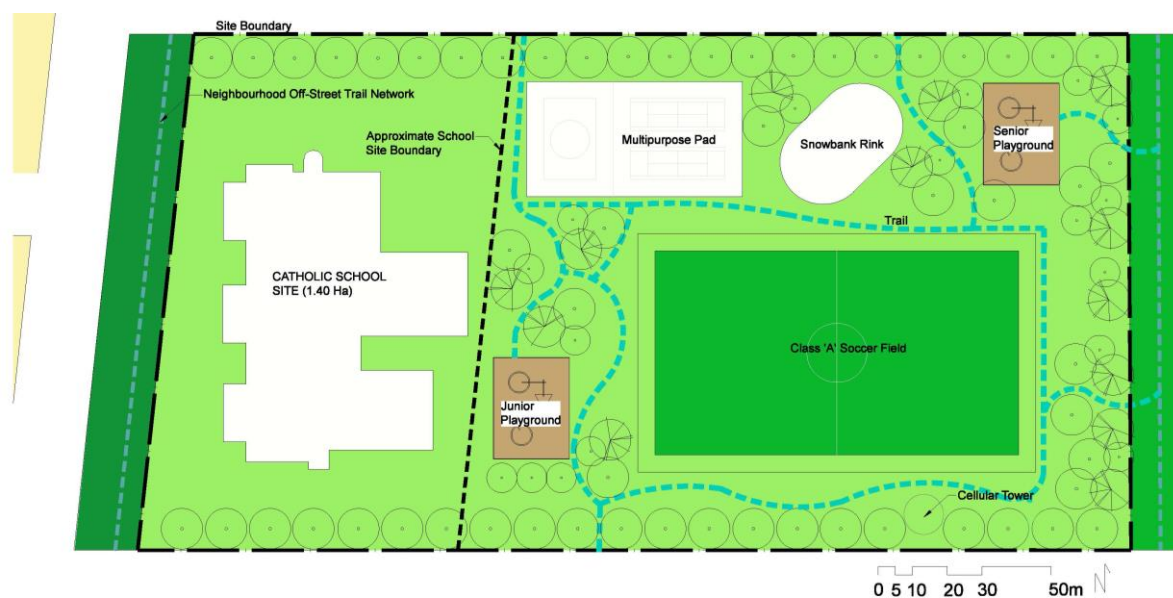 Site Boundary
Neighbourhood Off-Street Trail Network
Approximate School
Site Boundary
Multipurpose Pad
Snowbank Rink
Senior
Playground
Trail
CATHOLIC SCHOOL
SITE (1.40 Ha)
Class 'A' Soccer Field
Junior
Playground
Cellular Tower
0 5 10 20 30 50m N